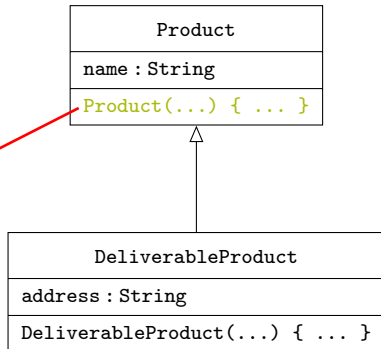 Product
name : String
Product(...) { ... }
DeliverableProduct
address : String
DeliverableProduct(...) { ... }